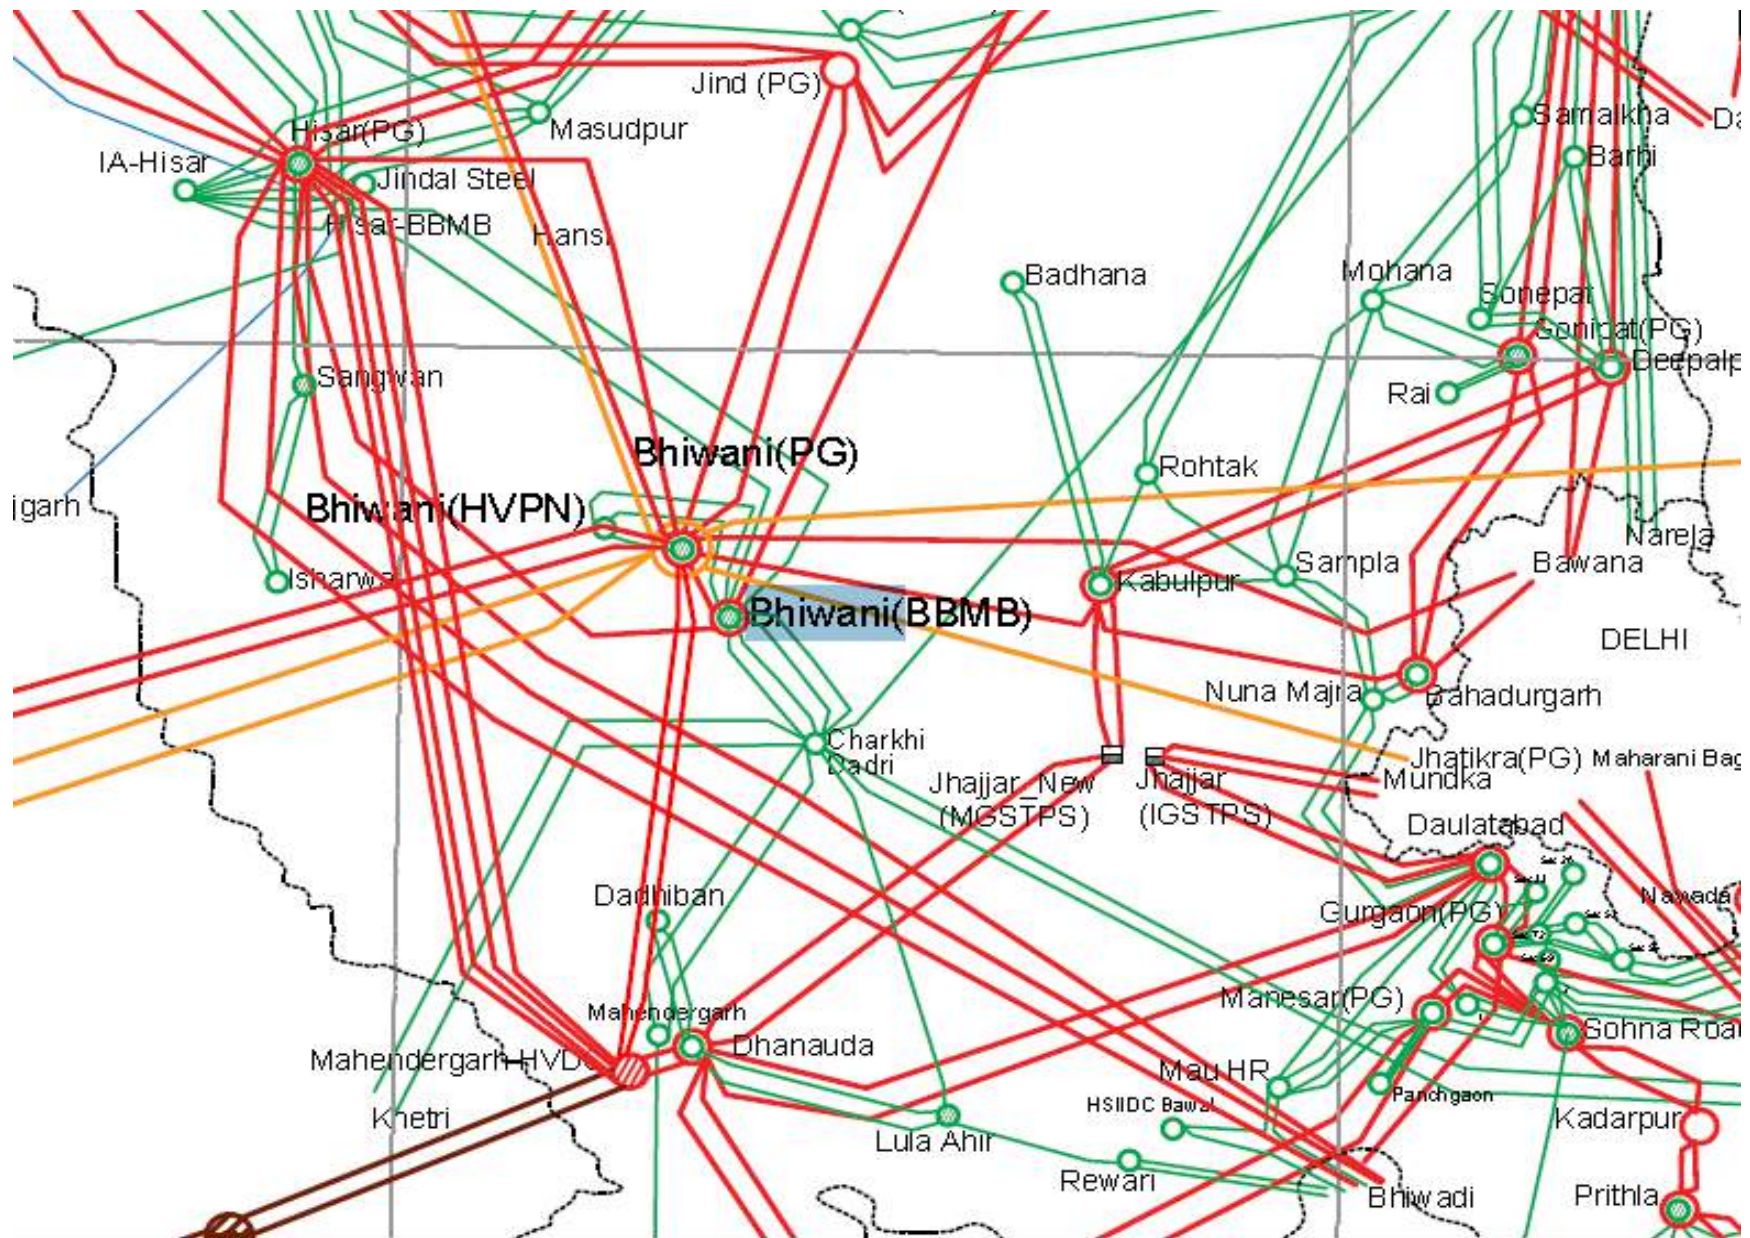 Jind (PG)
Samalkha
Hisar(PG)
Masudpur
Barhi
IA-Hisar
Jindal Steel
Hisar-BBMB
Hansi
Badhana
Mohana
Sonepat
Sonipat(PG)
Sangwan
Rai
Bhiwani(PG)
Rohtak
igarh
Bhiwani(HVPN)
Narela
Sampla
Bawana
Isharwa
Kabulpur
Bhiwani(BBMB)
DELHI
Nuna Majra
Bahadurgarh
Charkhi
Dadri
Jhatikra(PG)
Maharani Bag
Jhajjar_New
(MGSTPS)
Jhajjar
(IGSTPS)
Mundka
Daulatabad
Dadhiban
Nawada
Gurgaon(PG)
Manesar(PG)
Mahendergarh
Dhanauda
Sohna Road
Mahendergarh-HVDC
Mau HR
Panchgaon
HSIIDC Bawal
Khetri
Kadarpur
Lula Ahir
Rewari
Bhiwadi
Prithla